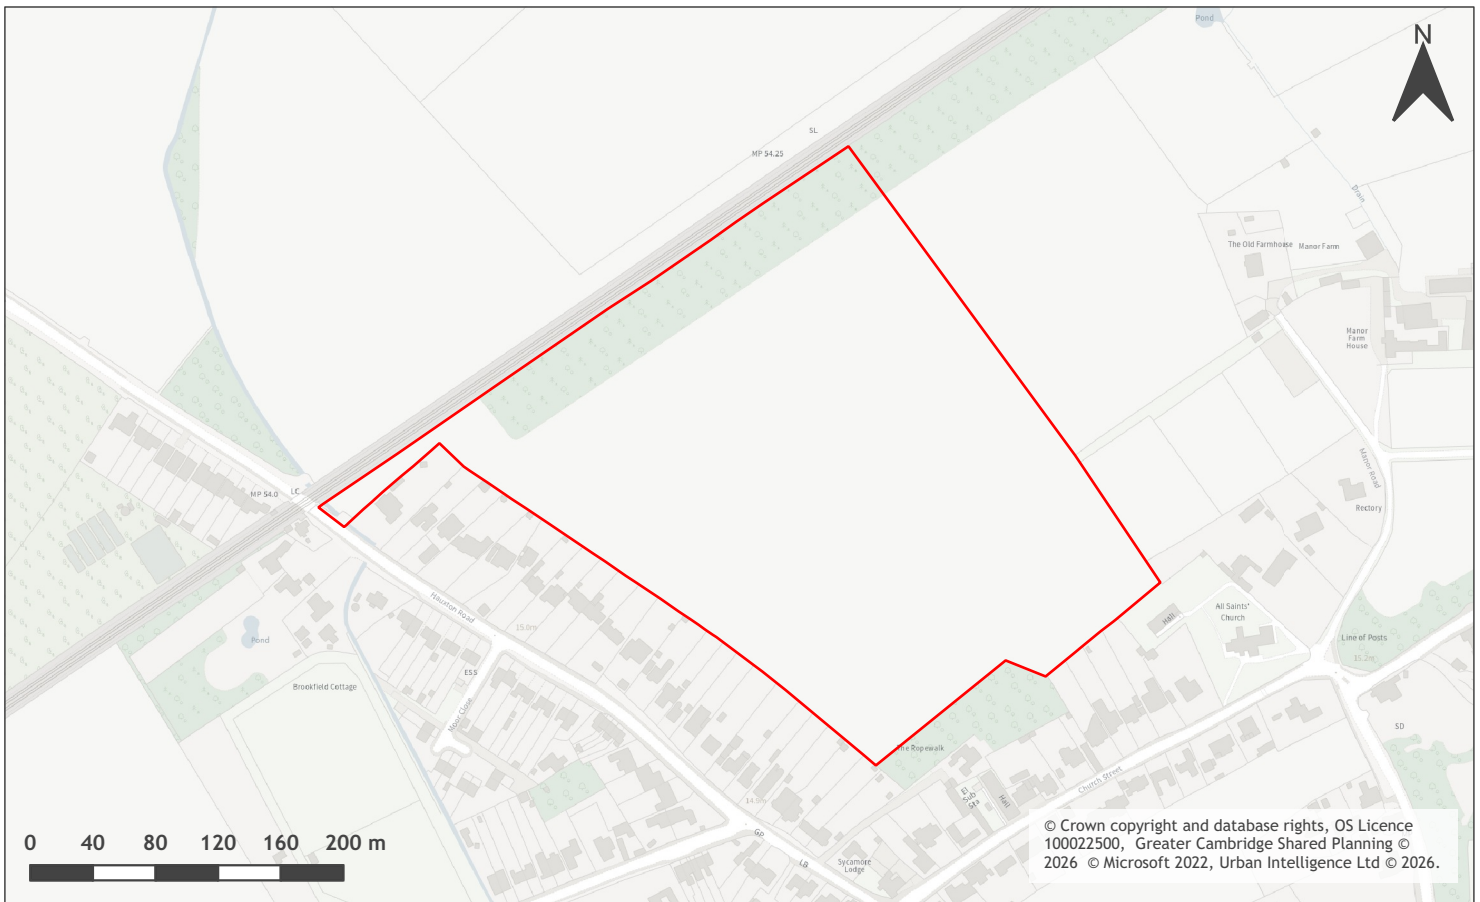 Pond
N
SL
MP 54.25
Drain
The Old Farmhouse
Manor Farm
Manor
Farm
House
Manor Road
MP 54.0
LC
Rectory
Hauxton Road
15.6m
Hall
All Saints'
Church
Line of Posts
15.2m
Pond
ESS
Brookfield Cottage
Moor Close
SD
The Ropewalk
Church Street
El
Sub
Sta
Hall
14.6m
Gp
LB
Sycamore
Lodge
0 40 80 120 160 200 m
© Crown copyright and database rights, OS Licence
100022500, Greater Cambridge Shared Planning ©
2026 © Microsoft 2022, Urban Intelligence Ltd © 2026.